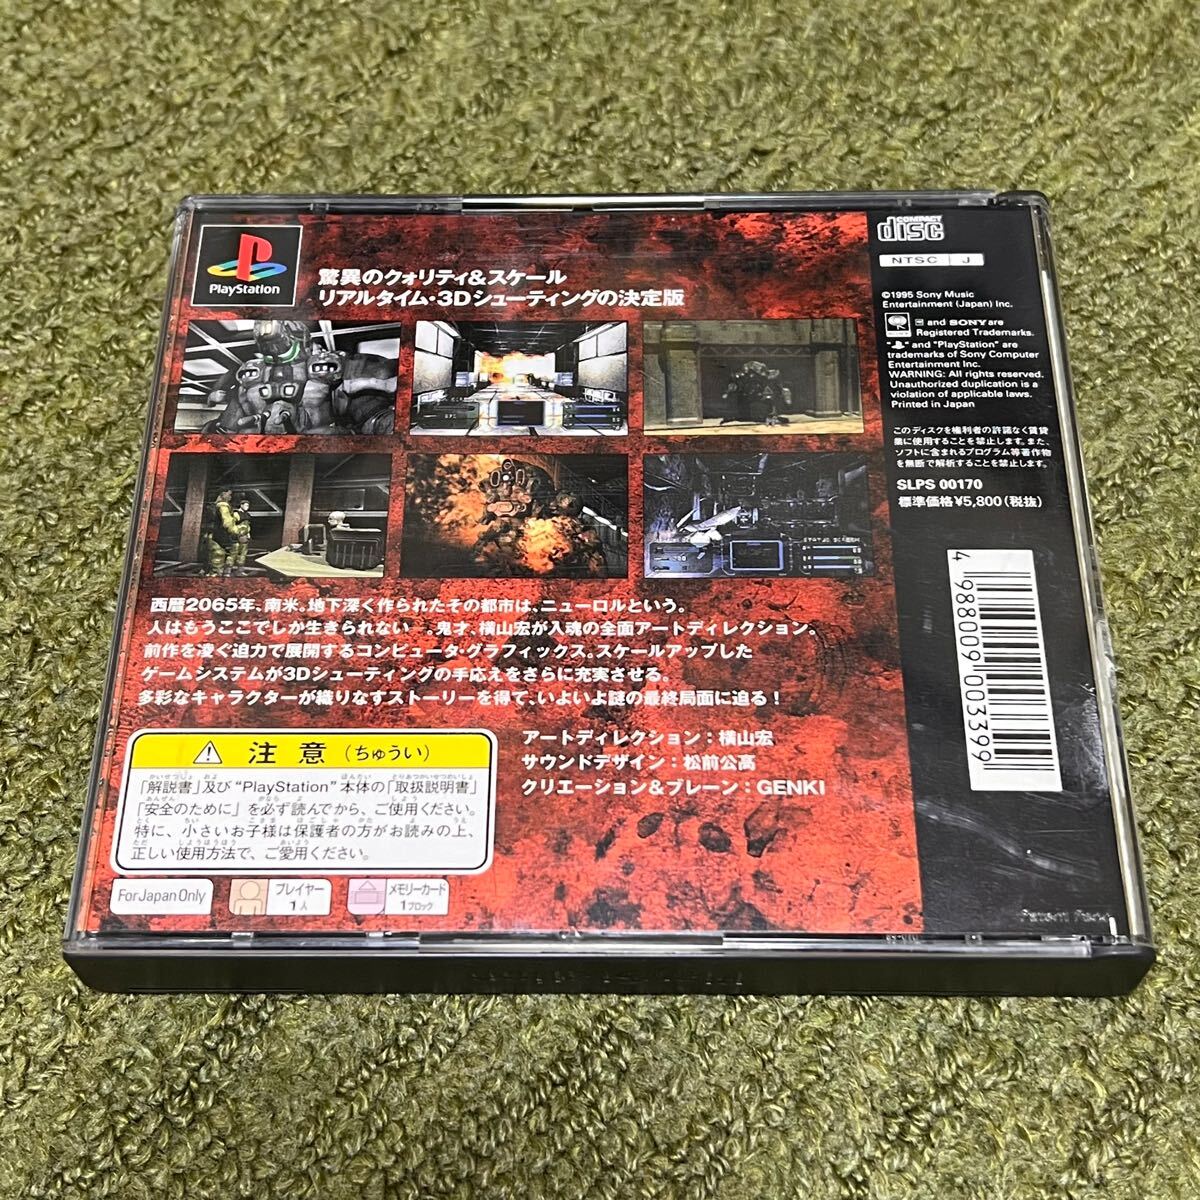 PlayStation
驚異のクォリティ&スケール
リアルタイム・3Dシューティングの決定版
西暦2065年、南米。地下深く作られたその都市は、ニューロルという。
人はもうここでしか生きられない―。鬼才、横山宏が入魂の全面アートディレクション。
前作を凌ぐ迫力で展開するコンピュータ・グラフィックス。スケールアップした
ゲームシステムが3Dシューティングの手応えをさらに充実させる。
多彩なキャラクターが織りなすストーリーを得て、いよいよ謎の最終局面に迫る!
アートディレクション:横山宏
サウンドデザイン:松前公高
クリエーション&ブレーン:GENKI
注意(ちゅうい)
「解説書」及び“PlayStation”本体の「取扱説明書」
「安全のために」を必ず読んでから、ご使用ください。
特に、小さいお子様は保護者の方がお読みの上、
正しい使用方法で、ご愛用ください。
For Japan Only
プレイヤー
1人
メモリーカード
1ブロック
COMPACT
disc
NTSC J
©1995 Sony Music
Entertainment (Japan) Inc.
and SONY are
Registered Trademarks.
" " and "PlayStation" are
trademarks of Sony Computer
Entertainment Inc.
WARNING: All rights reserved.
Unauthorized duplication is a
violation of applicable laws.
Printed in Japan
このディスクを権利者の許諾なく賃貸
業に使用することを禁止します。また、
ソフトに含まれるプログラム等著作物
を無断で解析することを禁止します。
SLPS 00170
標準価格¥5,800(税抜)
4 988009 003399